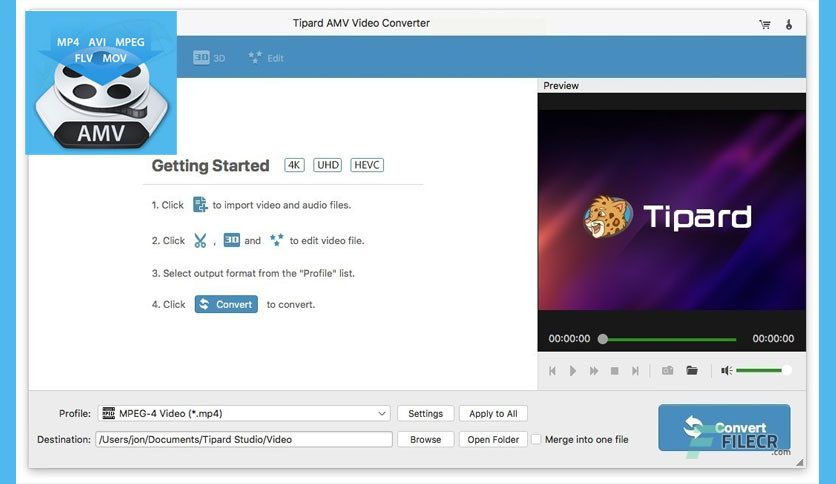 Tipard AMV Video Converter
MP4 AVI MPEG
FLV MOV
AMV
3D 3D Edit
Preview
Getting Started 4K UHD HEVC
1. Click to import video and audio files.
2. Click , 3D and to edit video file.
3. Select output format from the "Profile" list.
4. Click Convert to convert.
Tipard
00:00:00 00:00:00
Profile: MPEG-4 Video (*.mp4) Settings Apply to All
Destination: /Users/jon/Documents/Tipard Studio/Video Browse Open Folder Merge into one file
Convert
FILECR
.com